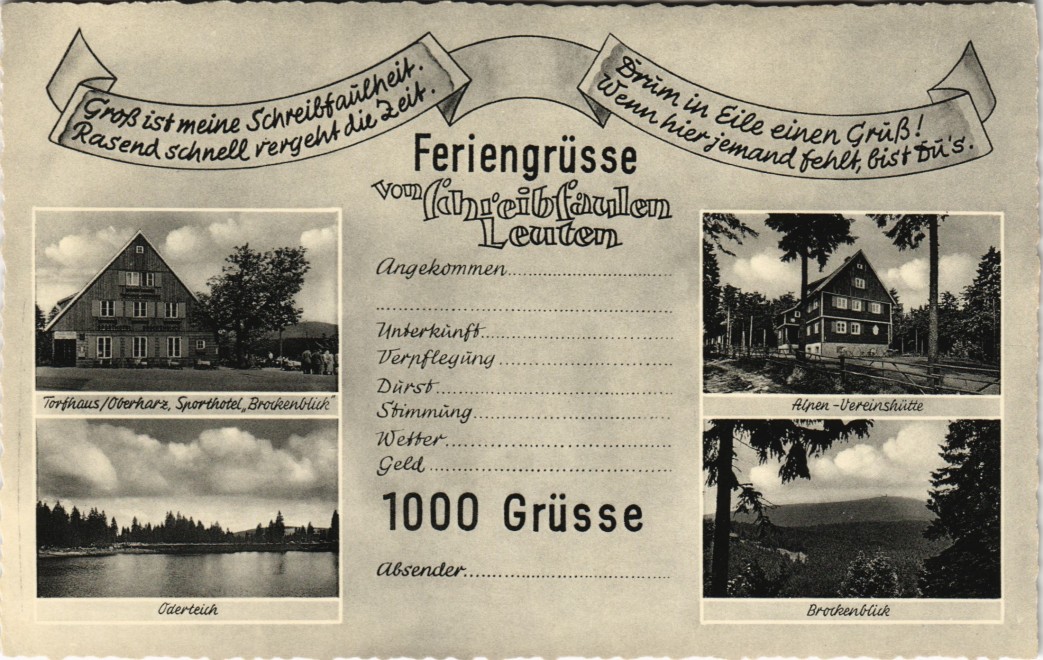 Groß ist meine Schreibfaulheit.
Rasend schnell vergeht die Zeit.
Drum in Eile einen Grüß!
Wenn hier jemand fehlt, bist Du's.
Feriengrüsse
von schreibfaulen
Leuten
Angekommen
Unterkunft
Verpflegung
Durst
Stimmung
Wetter
Geld
1000 Grüsse
Absender
Torfhaus/Oberharz, Sporthotel „Brockenblick"
Oderteich
Alpen-Vereinshütte
Brockenblick